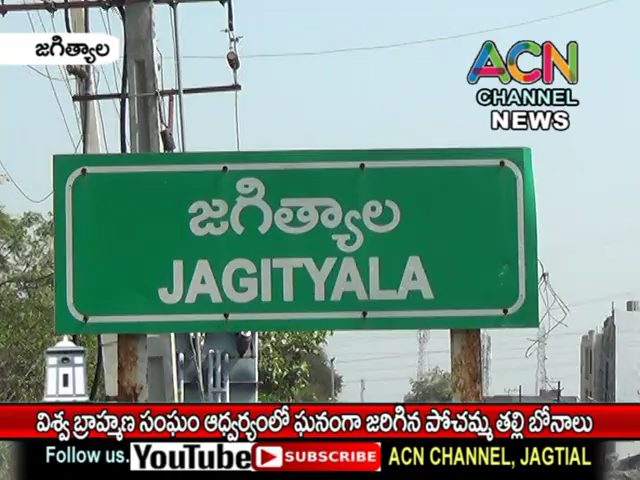 జగిత్యాల
ACN
CHANNEL
NEWS
జగిత్యాల
JAGITYALA
విశ్వ బ్రాహ్మణ సంఘం ఆధ్వర్యంలో ఘనంగా జరిగిన పోచమ్మ తల్లి బోనాలు
Follow us. YouTube SUBSCRIBE ACN CHANNEL, JAGTIAL